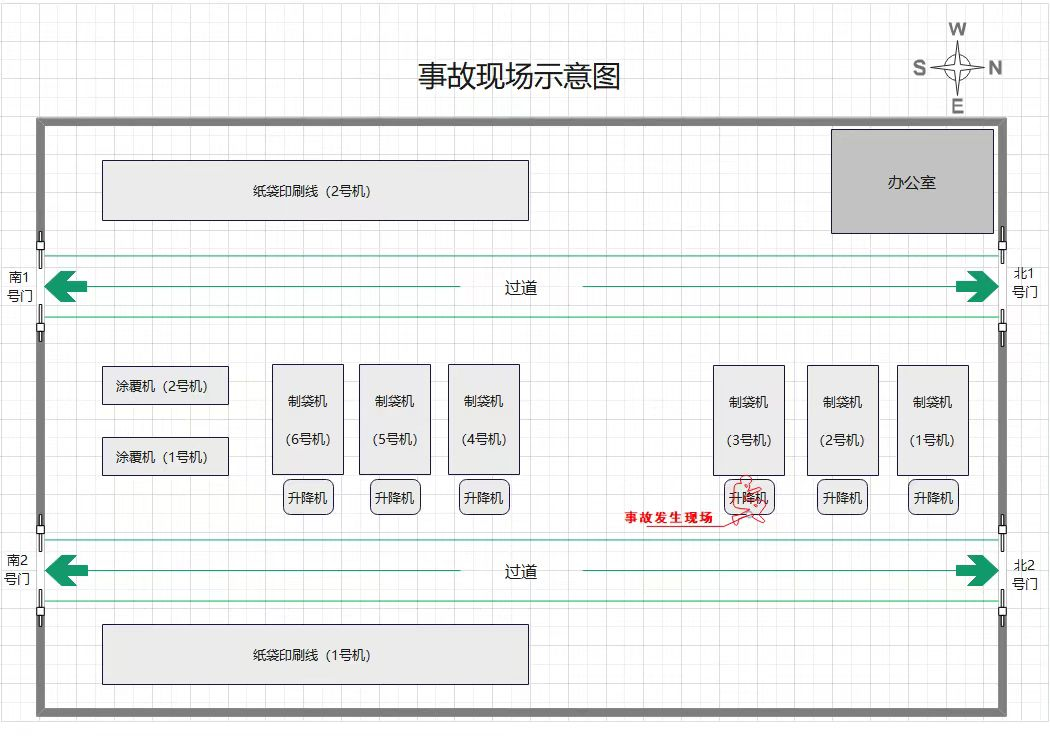 W
事故现场示意图
S
N
E
办公室
纸袋印刷线（2号机）
南1
号门
过道
北1
号门
涂覆机（2号机）
涂覆机（1号机）
制袋机
(6号机)
制袋机
(5号机)
制袋机
(4号机)
制袋机
(3号机)
制袋机
(2号机)
制袋机
(1号机)
升降机
升降机
升降机
升降机
升降机
升降机
事故发生现场
南2
号门
过道
北2
号门
纸袋印刷线（1号机）